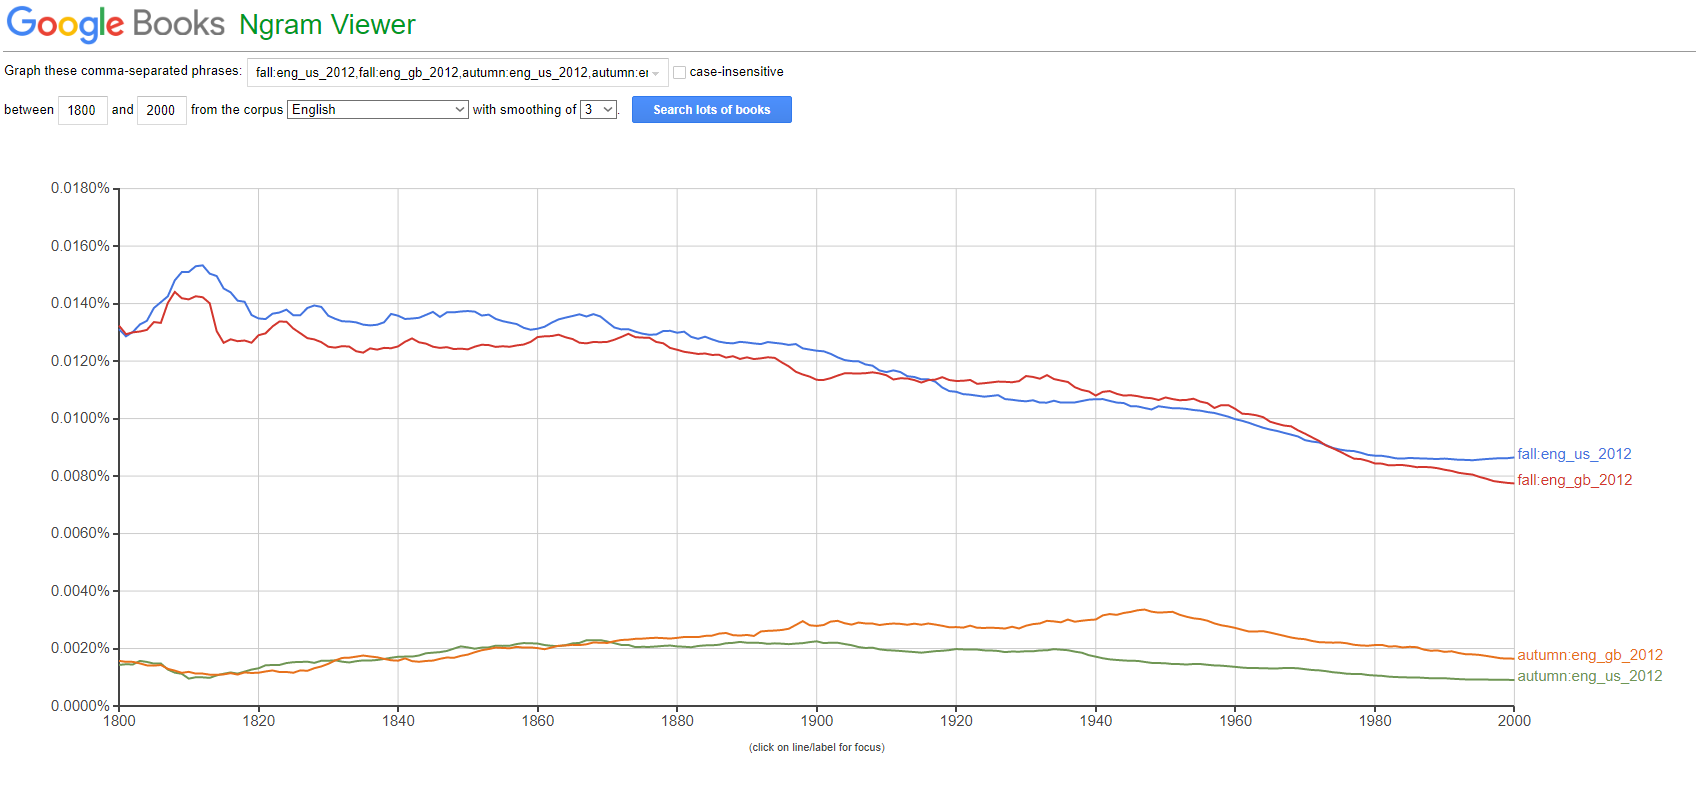 Google Books Ngram Viewer
Graph these comma-separated phrases: fall:eng_us_2012,fall:eng_gb_2012,autumn:eng_us_2012,autumn: case-insensitive
between 1800 and 2000 from the corpus English with smoothing of 3 . Search lots of books
0.0180%
0.0160%
0.0140%
0.0120%
0.0100%
0.0080%
0.0060%
0.0040%
0.0020%
0.0000%
fall:eng_us_2012
fall:eng_gb_2012
autumn:eng_gb_2012
autumn:eng_us_2012
1800 1820 1840 1860 1880 1900 1920 1940 1960 1980 2000
(click on line/label for focus)